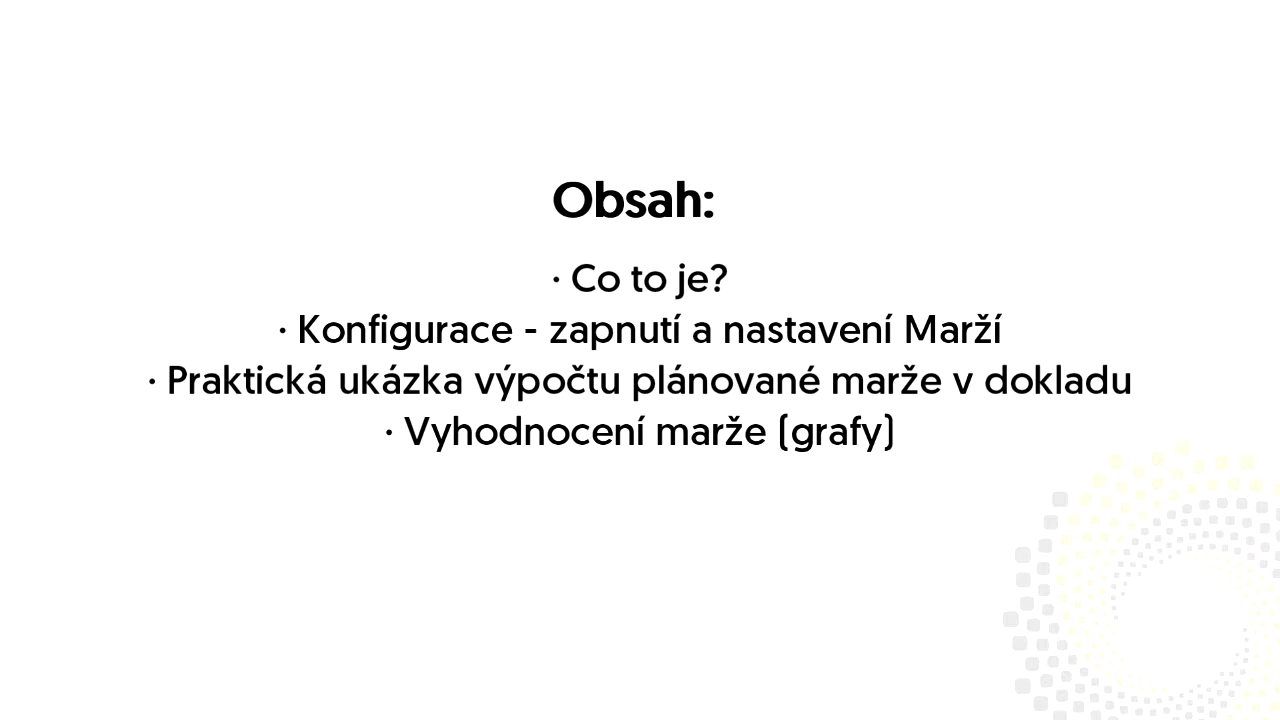 Obsah:
· Co to je?
· Konfigurace - zapnutí a nastavení Marží
· Praktická ukázka výpočtu plánované marže v dokladu
· Vyhodnocení marže (grafy)